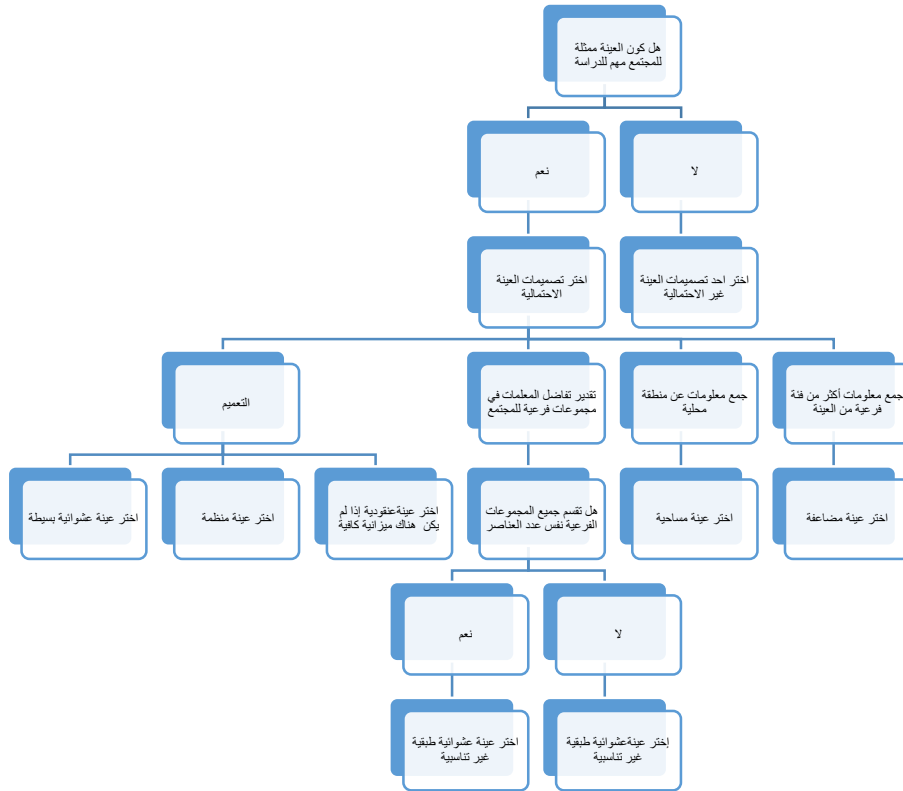 هل كون العينة ممثلة
للمجتمع مهم للدراسة
لا
نعم
اختر احد تصميمات العينة
غير الاحتمالية
اختر تصميمات العينة
الاحتمالية
جمع معلومات أكثر من فئة
فرعية من العينة
جمع معلومات عن منطقة
محلية
تقدير تفاضل المعلمات في
مجموعات فرعية للمجتمع
التعميم
اختر عينة مضاعفة
اختر عينة مساحية
هل تقسم جميع المجموعات
الفرعية نفس عدد العناصر
اختر عينةعنقودية إذا لم
يكن هناك ميزانية كافية
اختر عينة منظمة
اختر عينة عشوائية بسيطة
لا
نعم
إختر عينةعشوائية طبقية
غير تناسبية
اختر عينة عشوائية طبقية
غير تناسبية